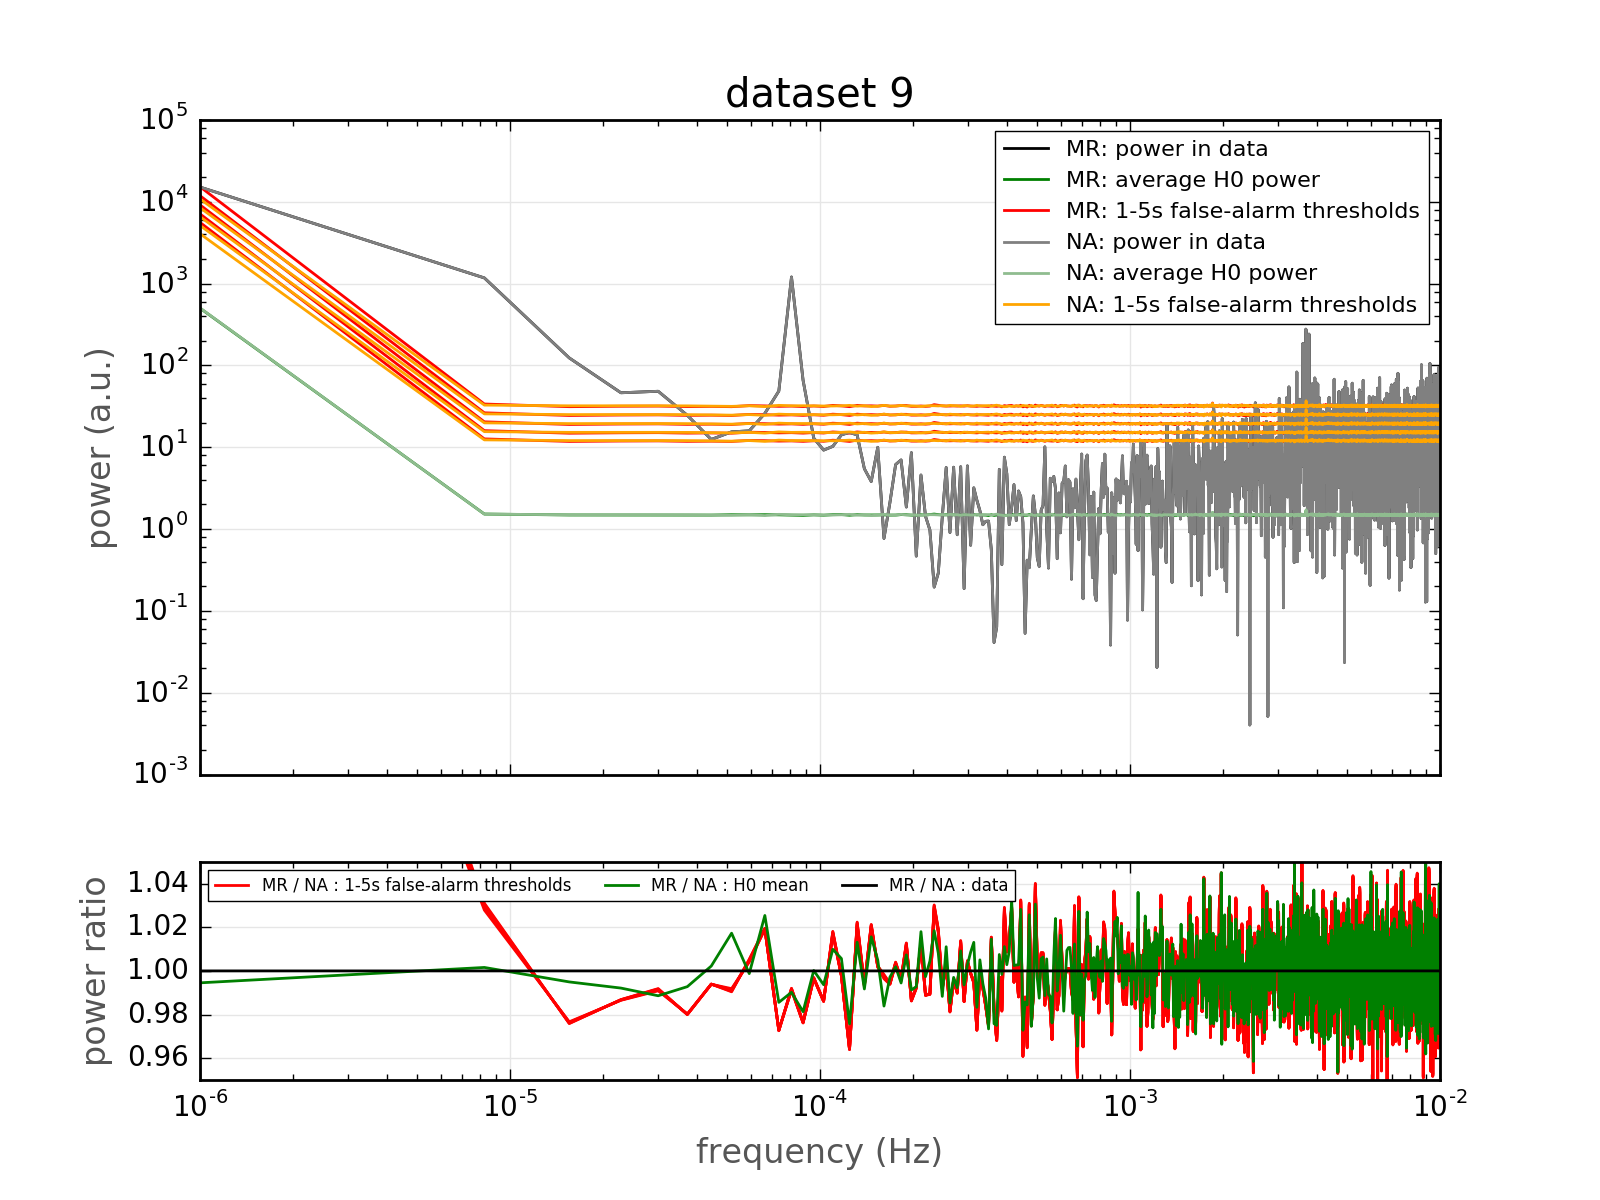 dataset 9
power (a.u.)
10^5
10^4
10^3
10^2
10^1
10^0
10^-1
10^-2
10^-3
MR: power in data
MR: average H0 power
MR: 1-5s false-alarm thresholds
NA: power in data
NA: average H0 power
NA: 1-5s false-alarm thresholds
power ratio
1.04
1.02
1.00
0.98
0.96
MR / NA : 1-5s false-alarm thresholds
MR / NA : H0 mean
MR / NA : data
10^-6 10^-5 10^-4 10^-3 10^-2
frequency (Hz)